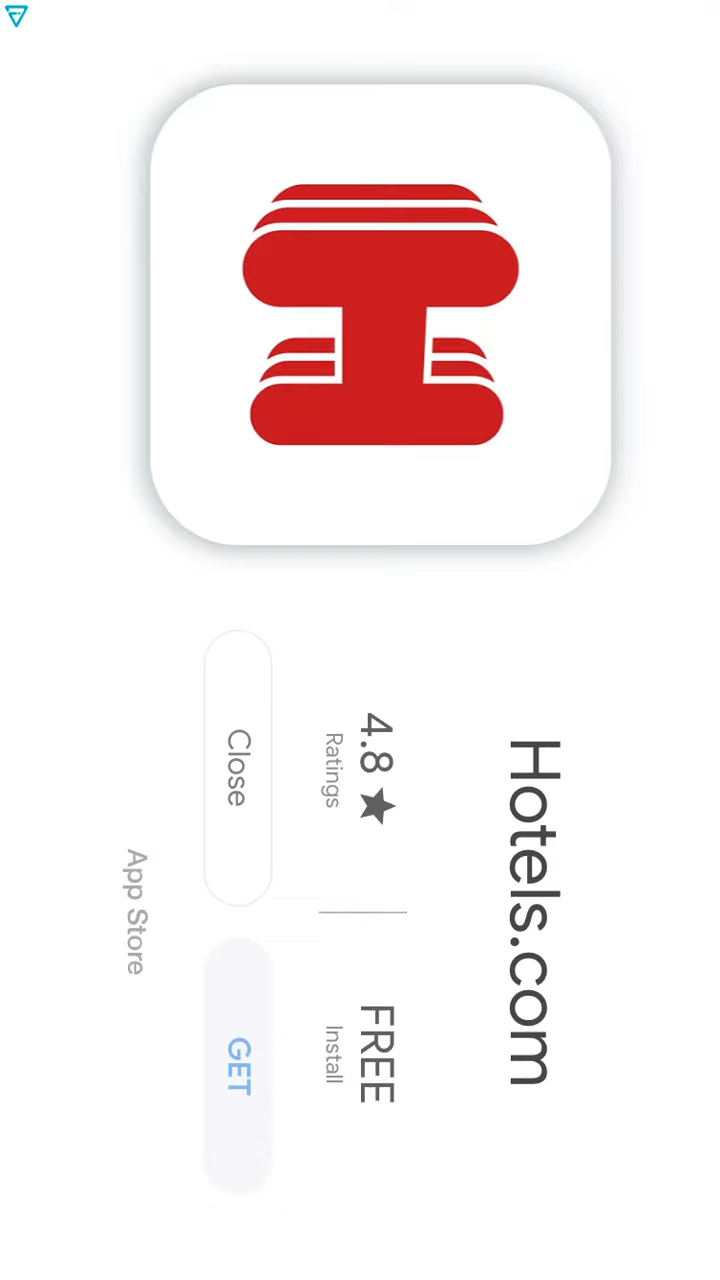 Hotels.com
4.8 ★
Ratings
FREE
Install
Close
GET
App Store